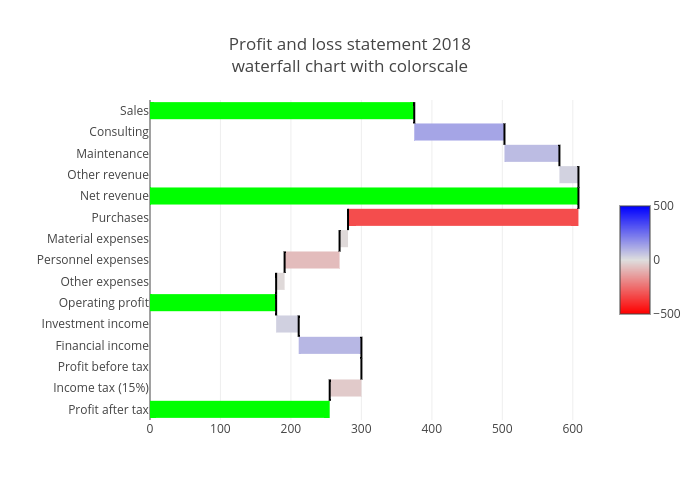 Profit and loss statement 2018
waterfall chart with colorscale
Sales
Consulting
Maintenance
Other revenue
Net revenue
Purchases
Material expenses
Personnel expenses
Other expenses
Operating profit
Investment income
Financial income
Profit before tax
Income tax (15%)
Profit after tax
0 100 200 300 400 500 600
500
0
−500